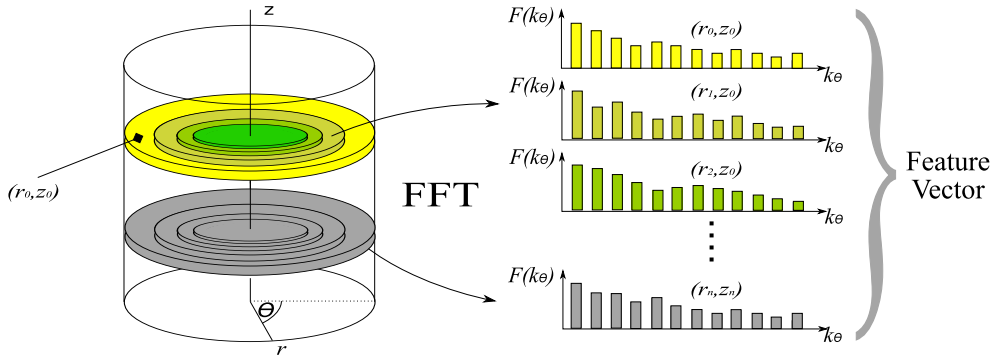 z
(r₀,z₀)
θ
r
FFT
F(kθ)
(r₀,z₀)
kθ
F(kθ)
(r₁,z₀)
kθ
F(kθ)
(r₂,z₀)
kθ
F(kθ)
(rₙ,zₙ)
kθ
Feature
Vector